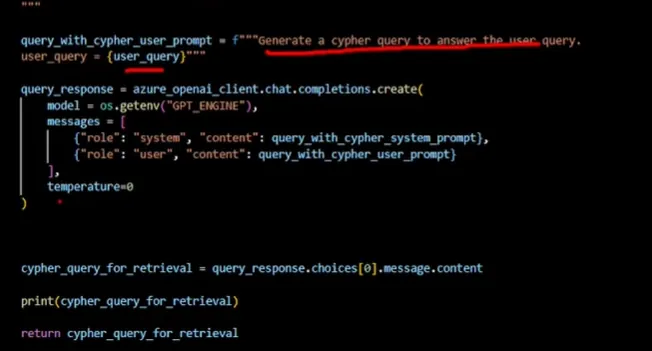 """
query_with_cypher_user_prompt = f"""Generate a cypher query to answer the user query.
user_query = {user_query}"""
query_response = azure_openai_client.chat.completions.create(
model = os.getenv("GPT_ENGINE"),
messages = [
{"role": "system", "content": query_with_cypher_system_prompt},
{"role": "user", "content": query_with_cypher_user_prompt}
],
temperature=0
)
cypher_query_for_retrieval = query_response.choices[0].message.content
print(cypher_query_for_retrieval)
return cypher_query_for_retrieval